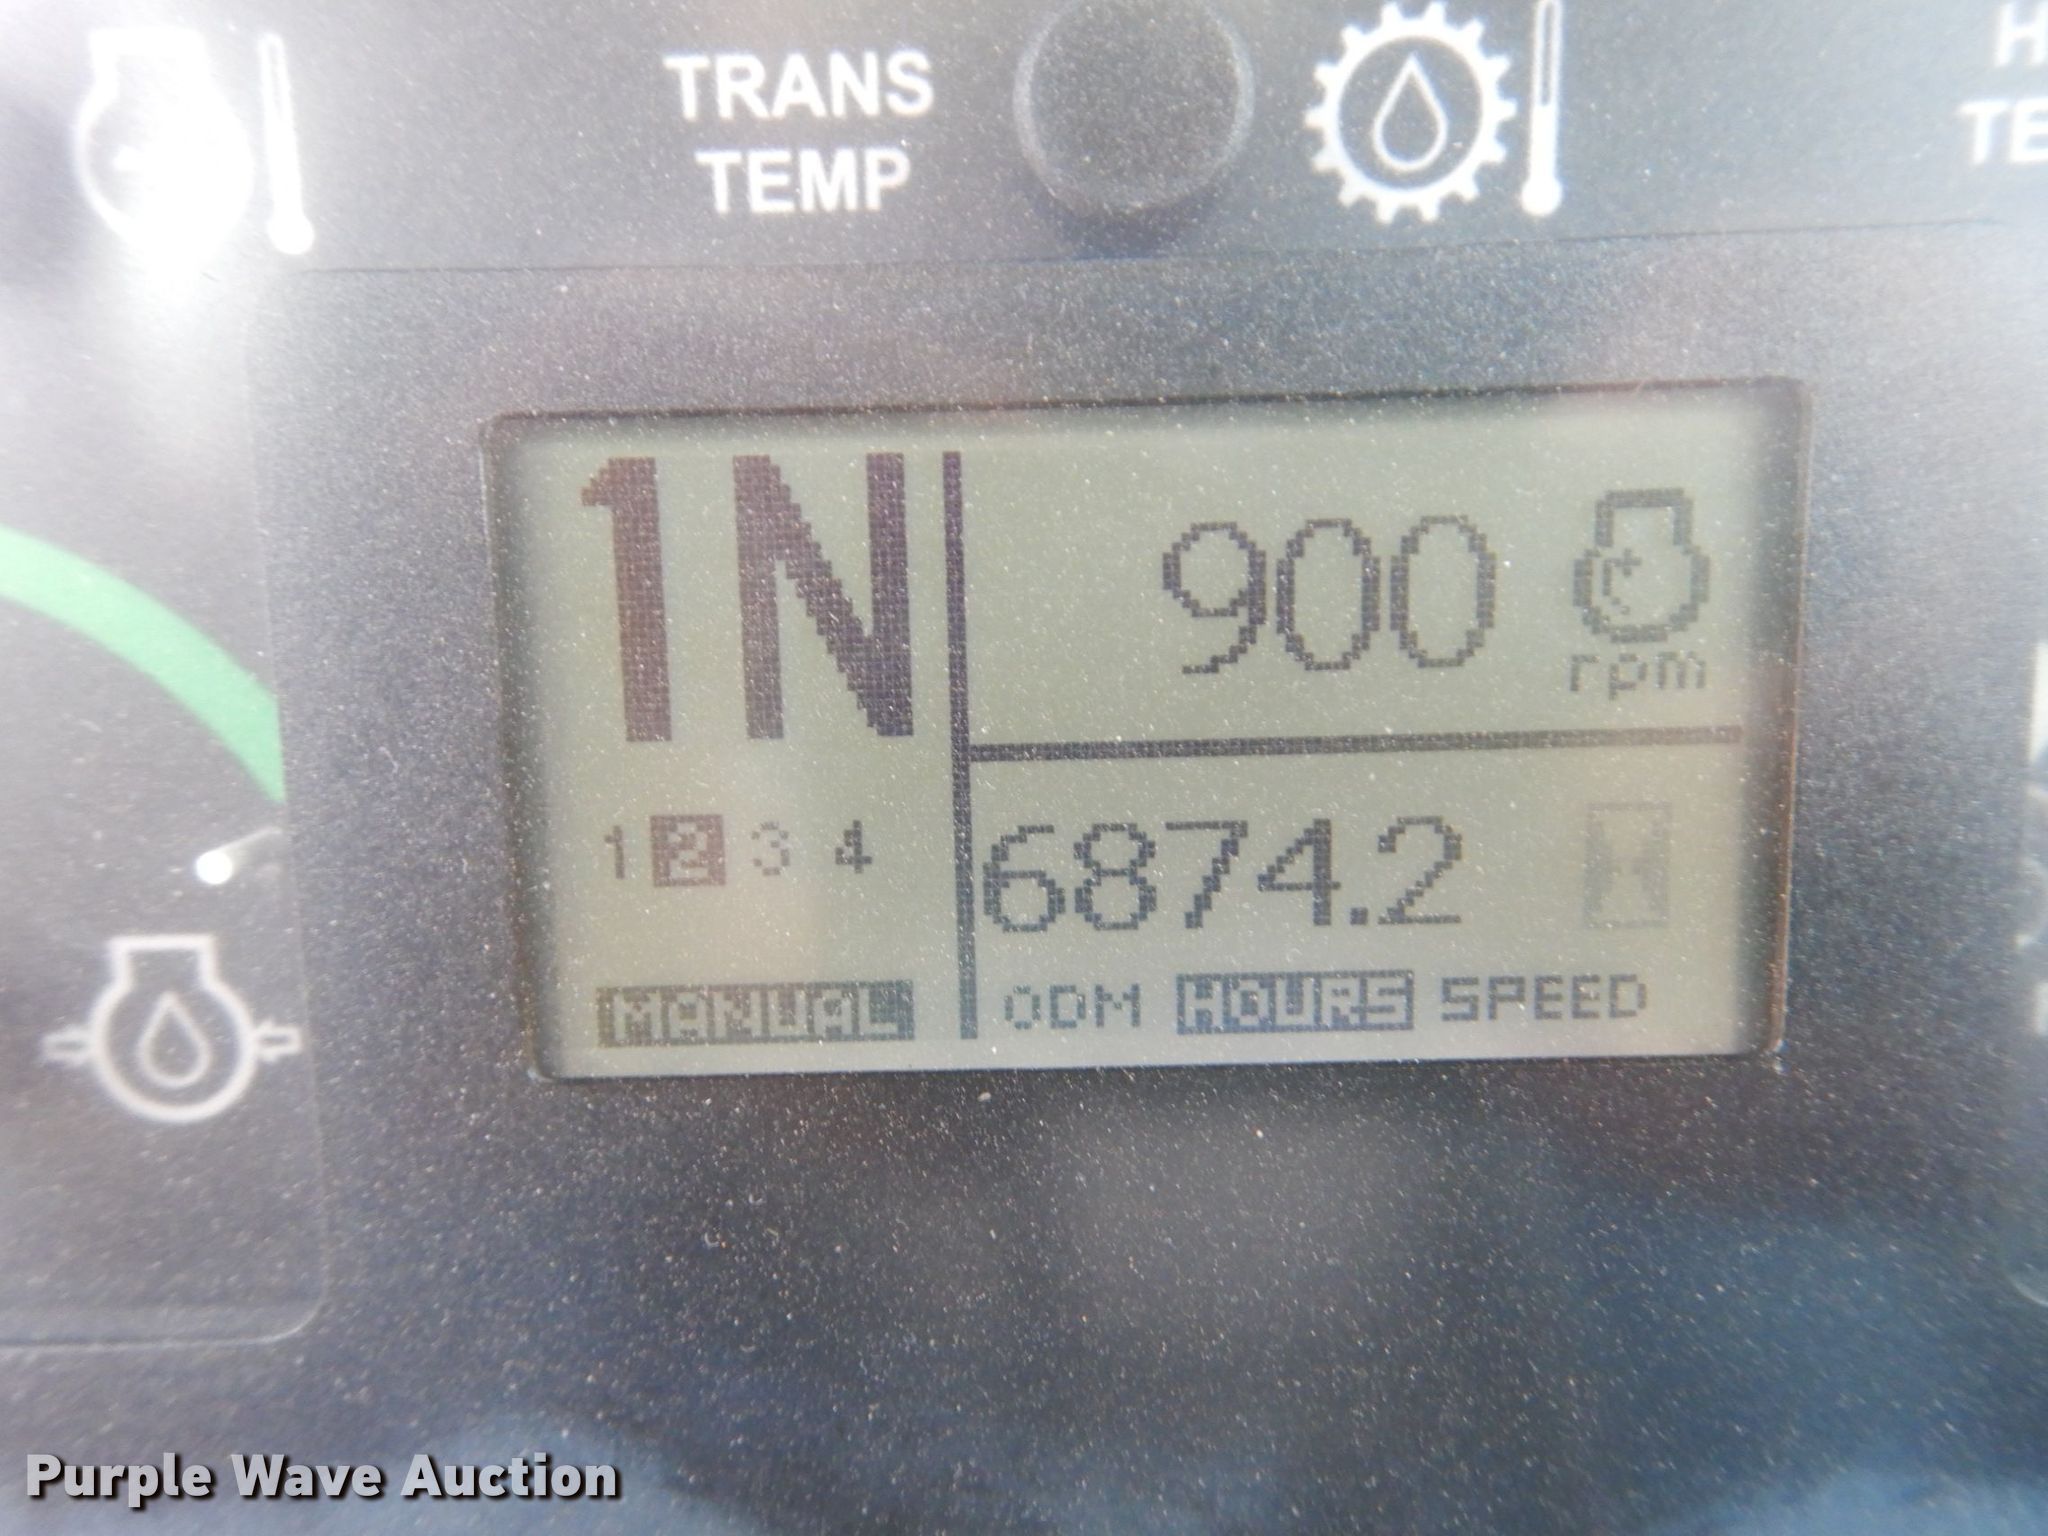 TRANS
TEMP
1N
900
rpm
1 2 3 4
6874.2
MANUAL
ODM HOURS SPEED
Purple Wave Auction